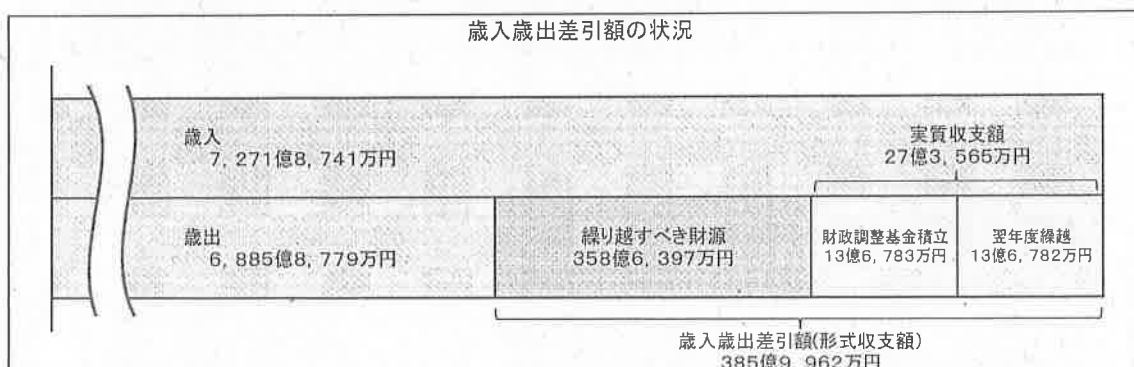 歳入歳出差引額の状況
歳入
7, 271億8, 741万円
実質収支額
27億3, 565万円
歳出
6, 885億8, 779万円
繰り越すべき財源
358億6, 397万円
財政調整基金積立
13億6, 783万円
翌年度繰越
13億6, 782万円
歳入歳出差引額(形式収支額)
385億9, 962万円